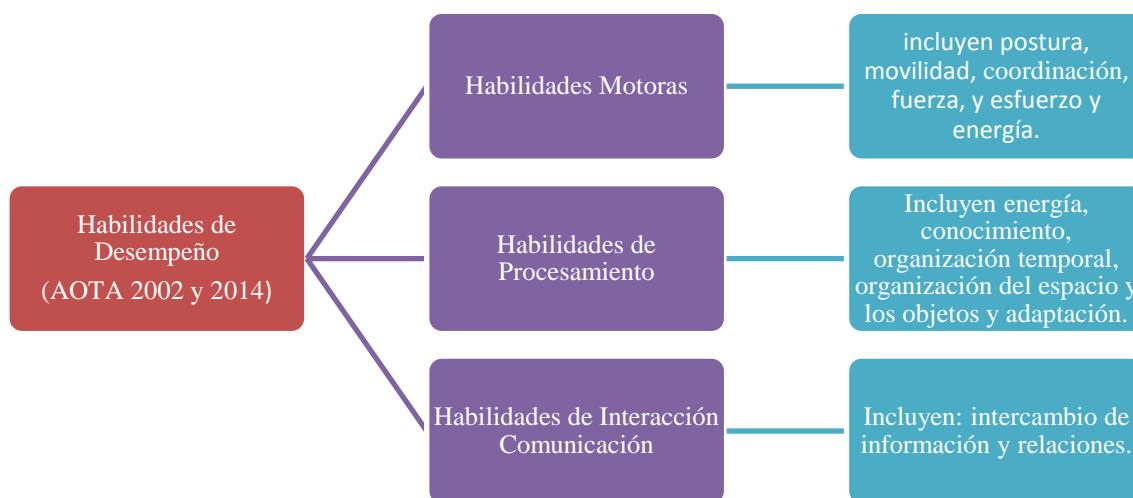 Habilidades de
Desempeño
(AOTA 2002 y 2014)
Habilidades Motoras
incluyen postura,
movilidad, coordinación,
fuerza, y esfuerzo y
energía.
Habilidades de
Procesamiento
Incluyen energía,
conocimiento,
organización temporal,
organización del espacio y
los objetos y adaptación.
Habilidades de Interacción
Comunicación
Incluyen: intercambio de
información y relaciones.